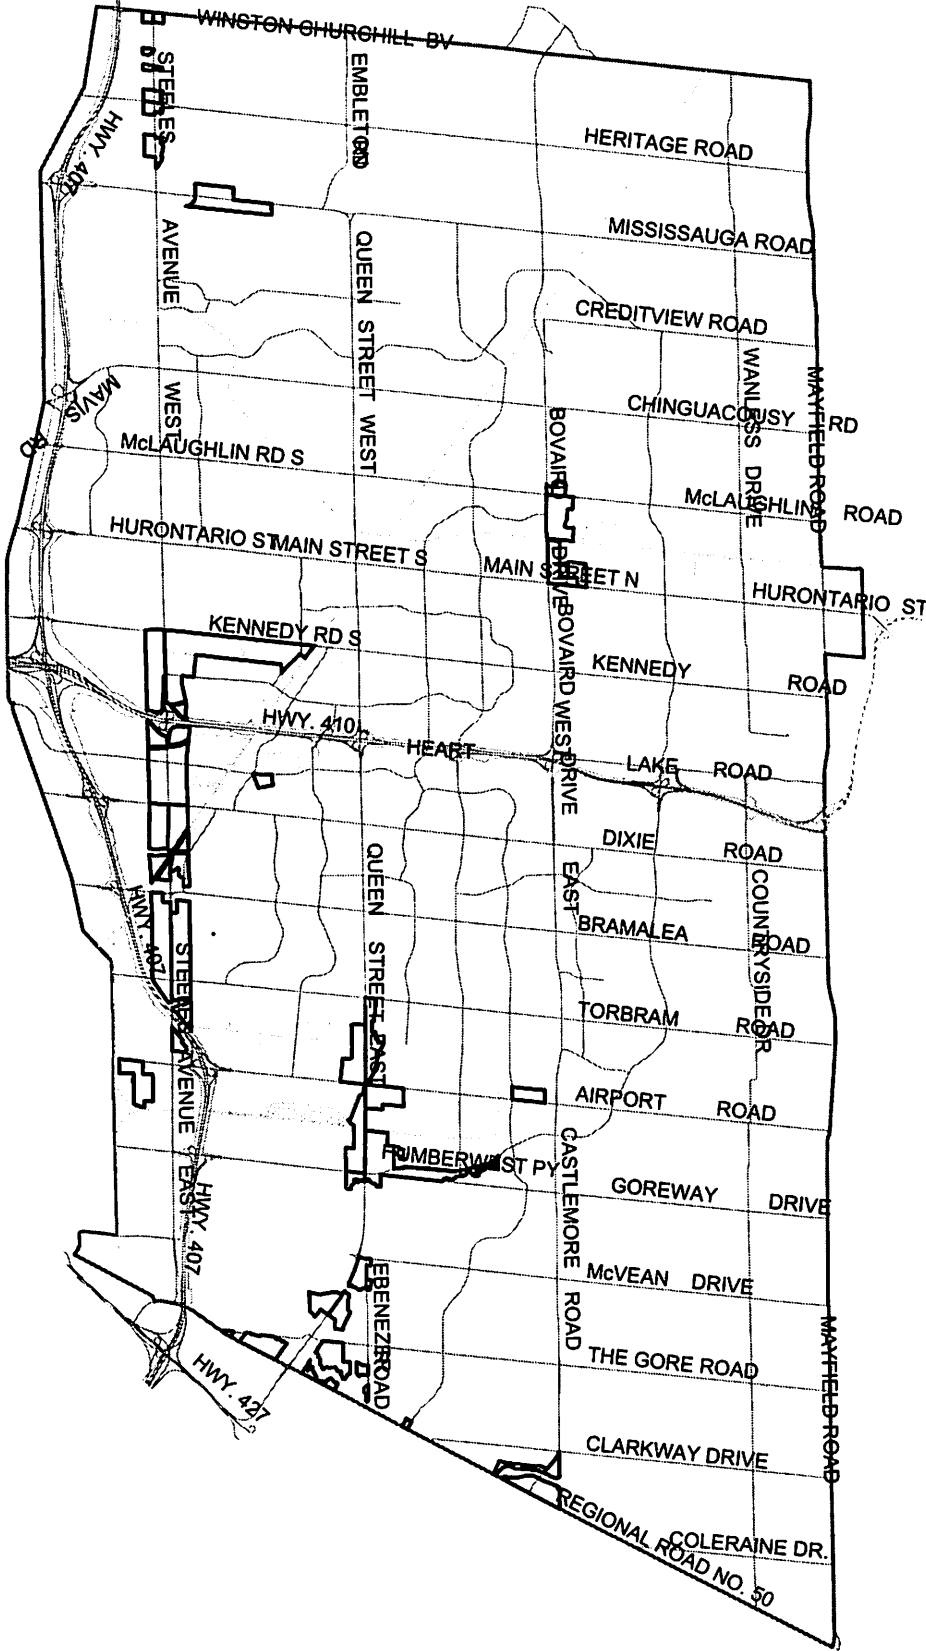 WINSTON CHURCHILL BV
STEELES
EMBLETON
RD
HERITAGE ROAD
HWY. 407
MISSISSAUGA ROAD
AVENUE
QUEEN STREET WEST
CREDITVIEW ROAD
WANLESS DRIVE
MAYFIELD ROAD
MAVIS
RD
WEST
CHINGUACOUSY RD
BOVAIRD
McLAUGHLIN RD S
McLAUGHLIN ROAD
HURONTARIO ST
MAIN STREET S
MAIN STREET N
DRIVE
HURONTARIO ST
BOVAIRD
WEST
KENNEDY RD S
KENNEDY ROAD
HWY. 410
HEART LAKE ROAD
DRIVE
DIXIE ROAD
QUEEN STREET EAST
EAST
COUNTRYSIDE DR
BRAMALEA ROAD
HWY. 407
STEELES AVENUE EAST
TORBRAM ROAD
AIRPORT ROAD
HUMBERWEST PY
CASTLEMORE ROAD
GOREWAY DRIVE
HWY. 407
EBENEZER
ROAD
McVEAN DRIVE
MAYFIELD ROAD
THE GORE ROAD
HWY. 427
CLARKWAY DRIVE
REGIONAL ROAD NO. 50
COLERAINE DR.